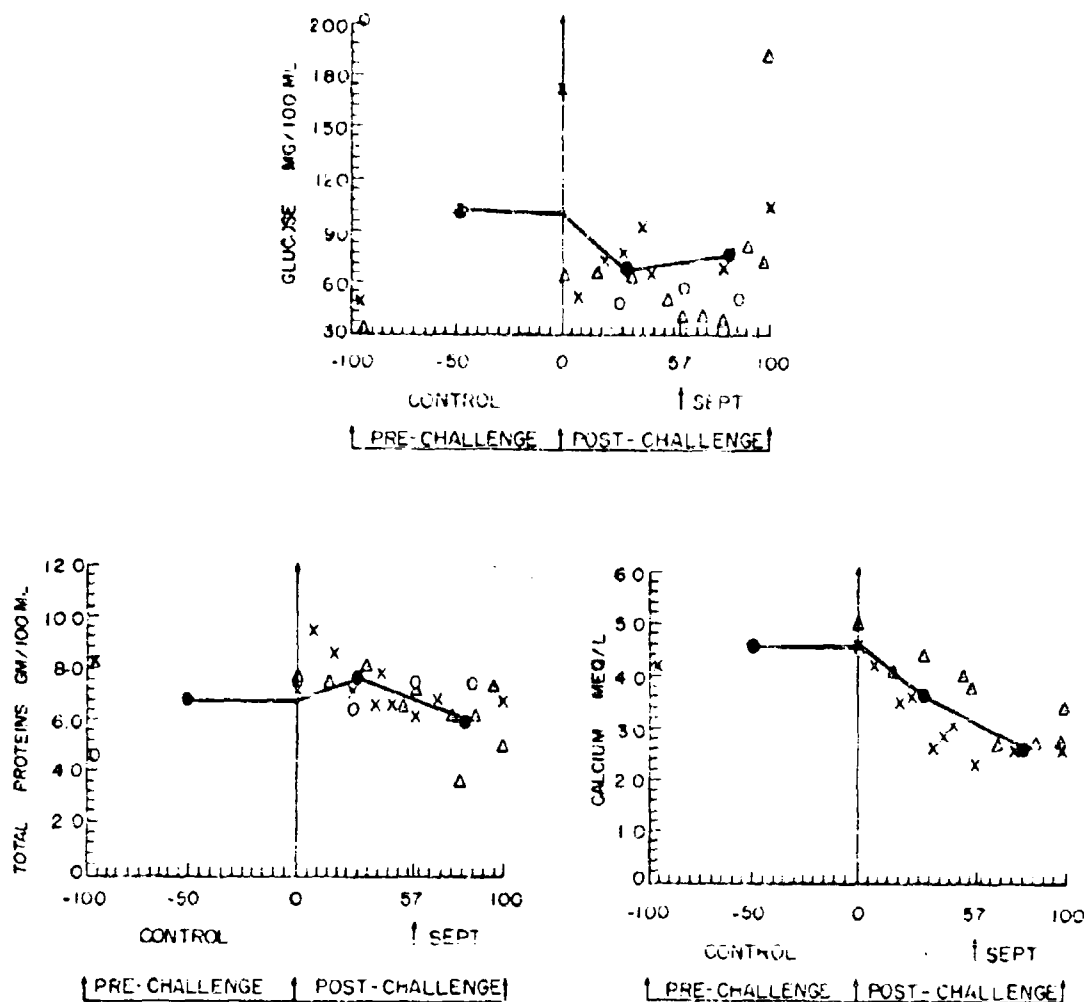 200
180
150
120
90
60
30
GLUCOSE MG/100 ML
-100 -50 0 57 100
CONTROL ↑ SEPT
PRE-CHALLENGE POST-CHALLENGE
12.0
10.0
8.0
6.0
4.0
2.0
0
TOTAL PROTEINS GM/100 ML
-100 -50 0 57 100
CONTROL ↑ SEPT
PRE-CHALLENGE POST-CHALLENGE
6.0
5.0
4.0
3.0
2.0
1.0
0
CALCIUM MEQ/L
-100 -50 0 57 100
CONTROL ↑ SEPT
PRE-CHALLENGE POST-CHALLENGE